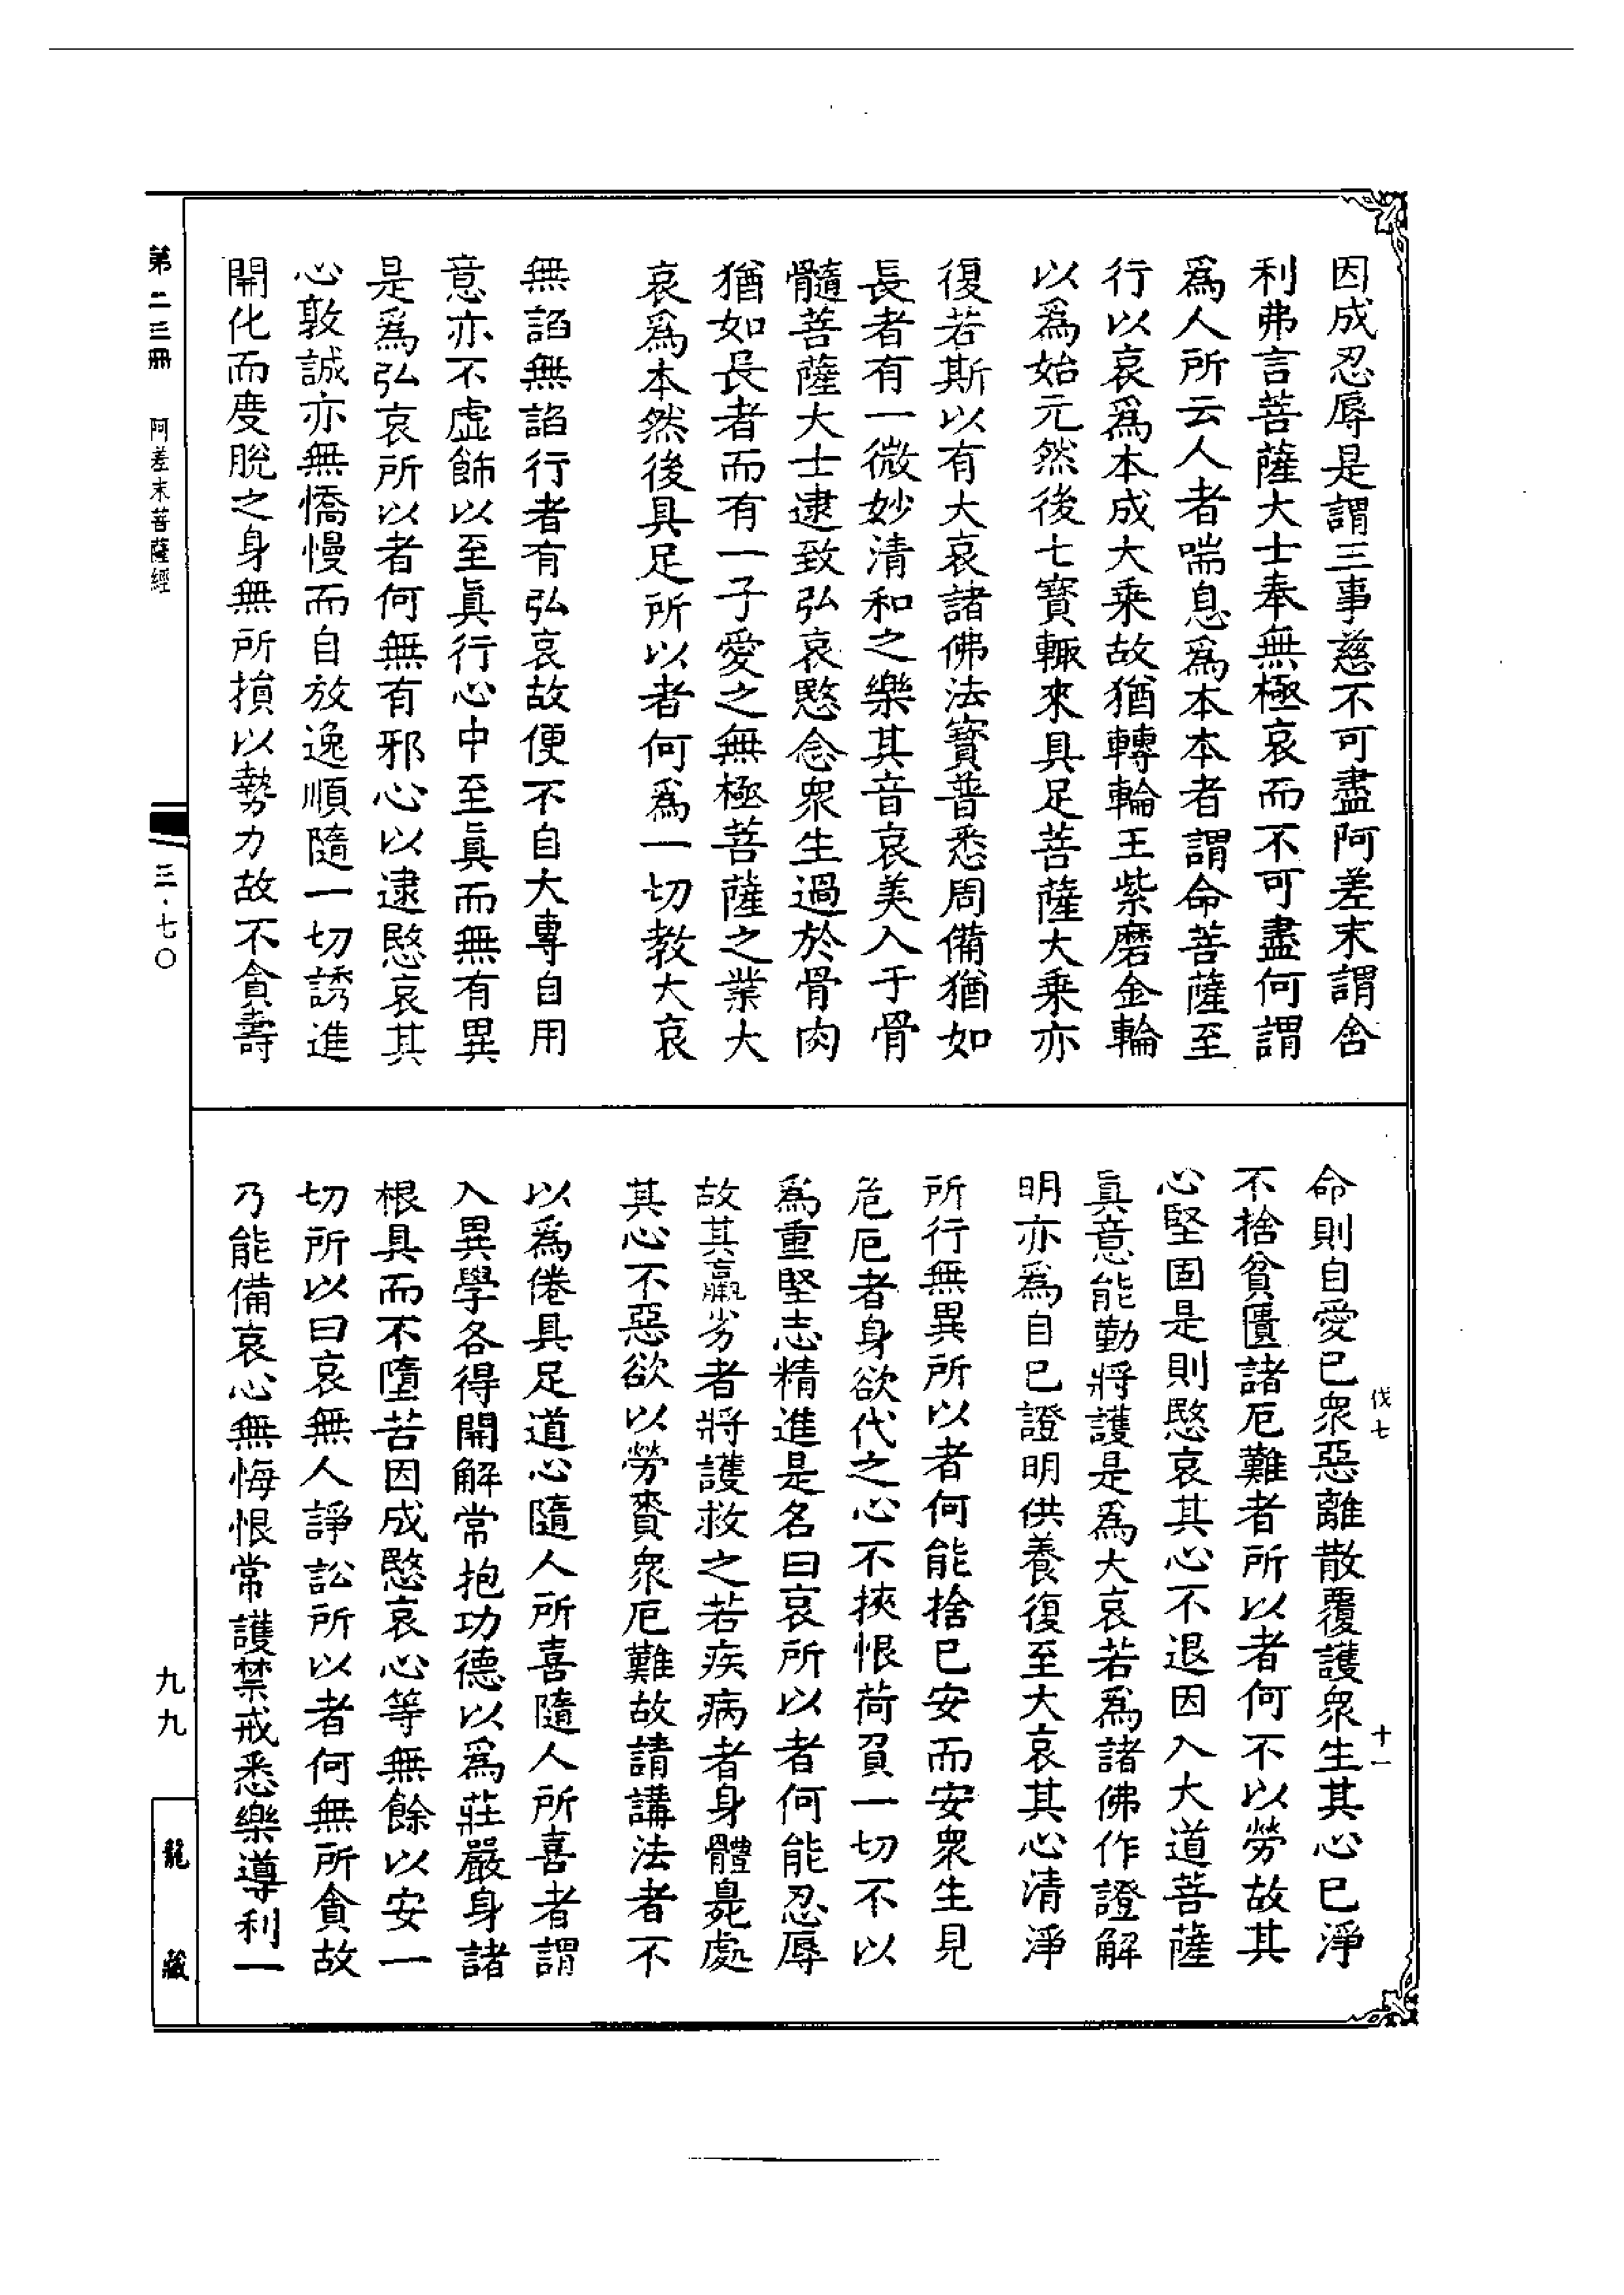 因成忍辱是謂三事慈不可盡阿差末謂舍
利弗言菩薩大士奉無極哀而不可盡何謂
爲人所云人者喘息爲本本者謂命菩薩至
行以哀爲本成大乗故猶轉輪王紫磨金輪
以爲始元然後七寳輙來具足菩薩大乗亦
復若斯以有大哀諸佛法寳普悉周備猶如
長者有一微妙清和之樂其音哀美入于骨
髓菩薩大士逮致弘哀愍念衆生過於骨肉
猶如長者而有一子愛之無極菩薩之業大
哀爲本然後具足所以者何爲一切教大哀
無諂無諂行者有弘哀故便不自大專自用
意亦不虛飾以至眞行心中至眞而無有異
是爲弘哀所以者何無有邪心以逮愍哀其
心敦誠亦無憍慢而自放逸順隨一切誘進
開化而度脫之身無所損以勢力故不貪壽
命則自愛已衆惡離散覆護衆生其心已淨
不捨貧匱諸厄難者所以者何不以勞故其
心堅固是則愍哀其心不退因入大道菩薩
眞意能勤將護是爲大哀若爲諸佛作證解
明亦爲自已證明供養復至大哀其心清淨
所行無異所以者何能捨已安而安衆生見
危厄者身欲代之心不挾恨荷負一切不以
爲重堅志精進是名曰哀所以者何能忍辱
故其羸劣者將護救之若疾病者身體臭處
其心不惡欲以勞賚衆厄難故請講法者不
以爲倦具足道心隨人所喜隨人所喜者謂
入異學各得開解常抱功德以爲莊嚴身諸
根具而不墮苦因成愍哀心等無餘以安一
切所以曰哀無人諍訟所以者何無所貪故
乃能備哀心無悔恨常護禁戒悉樂導利一
伐七
十一
第二三冊
阿差末菩薩經
三·七〇
九九
龍藏